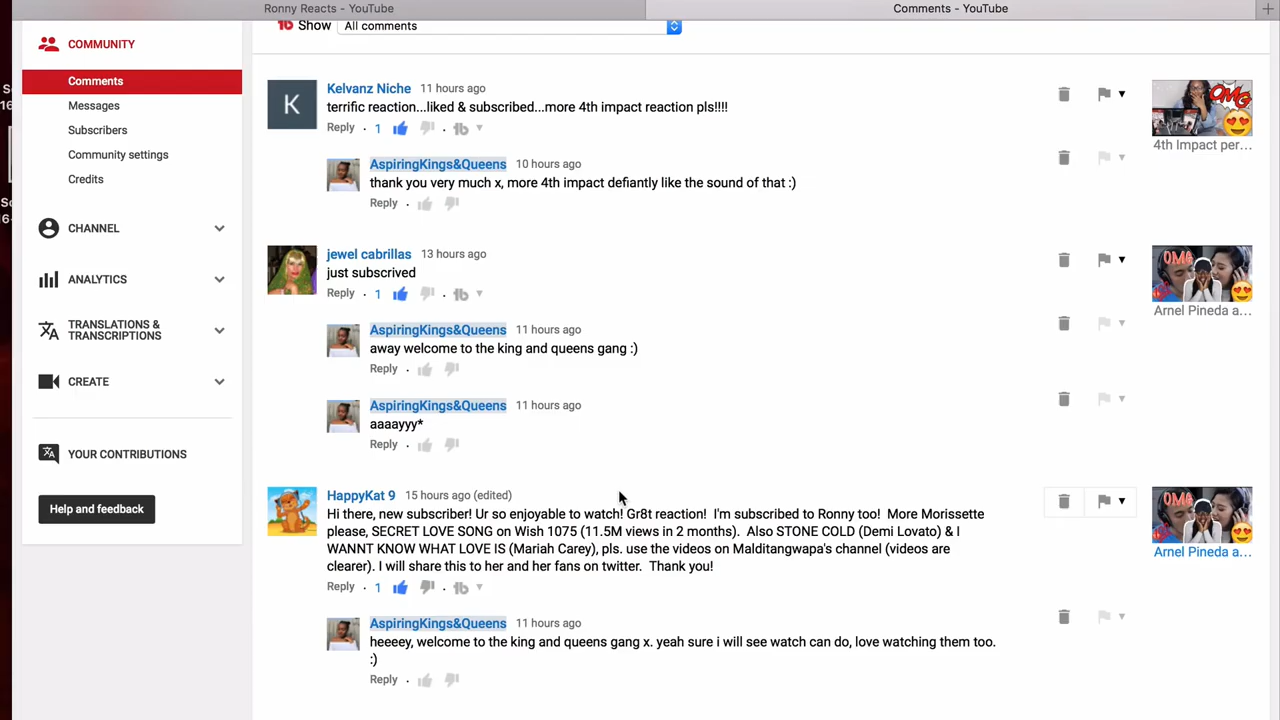 Ronny Reacts - YouTube
Comments - YouTube
Show
All comments
COMMUNITY
Comments
Messages
Subscribers
Community settings
Credits
CHANNEL
ANALYTICS
TRANSLATIONS &
TRANSCRIPTIONS
CREATE
YOUR CONTRIBUTIONS
Help and feedback
K
Kelvanz Niche 11 hours ago
terrific reaction...liked & subscribed...more 4th impact reaction pls!!!!
Reply · 1
OMG
4th Impact per...
AspiringKings&Queens 10 hours ago
thank you very much x, more 4th impact defiantly like the sound of that :)
Reply ·
jewel cabrillas 13 hours ago
just subscrived
Reply · 1
OMG
Arnel Pineda a...
AspiringKings&Queens 11 hours ago
away welcome to the king and queens gang :)
Reply ·
AspiringKings&Queens 11 hours ago
aaaayyy*
Reply ·
HappyKat 9 15 hours ago (edited)
Hi there, new subscriber! Ur so enjoyable to watch! Gr8t reaction! I'm subscribed to Ronny too! More Morissette
please, SECRET LOVE SONG on Wish 1075 (11.5M views in 2 months). Also STONE COLD (Demi Lovato) & I
WANNT KNOW WHAT LOVE IS (Mariah Carey), pls. use the videos on Malditangwapa's channel (videos are
clearer). I will share this to her and her fans on twitter. Thank you!
Reply · 1
OMG
Arnel Pineda a...
AspiringKings&Queens 11 hours ago
heeeey, welcome to the king and queens gang x. yeah sure i will see watch can do, love watching them too.
:)
Reply ·